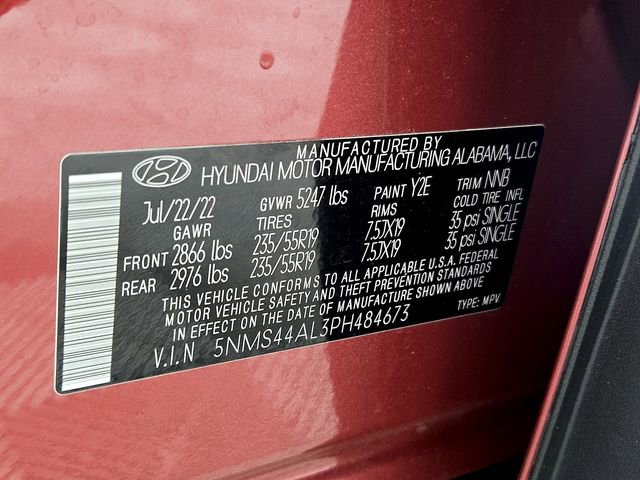 MANUFACTURED BY
HYUNDAI MOTOR MANUFACTURING ALABAMA, LLC
Jul/22/22 GVWR 5247 lbs PAINT Y2E TRIM NNB
GAWR TIRES RIMS COLD TIRE INFL
FRONT 2866 lbs 235/55R19 7.5JX19 35 psi SINGLE
REAR 2976 lbs 235/55R19 7.5JX19 35 psi SINGLE
THIS VEHICLE CONFORMS TO ALL APPLICABLE U.S.A. FEDERAL
MOTOR VEHICLE SAFETY AND THEFT PREVENTION STANDARDS
IN EFFECT ON THE DATE OF MANUFACTURE SHOWN ABOVE
V.I.N 5NMS44AL3PH484673 TYPE: MPV